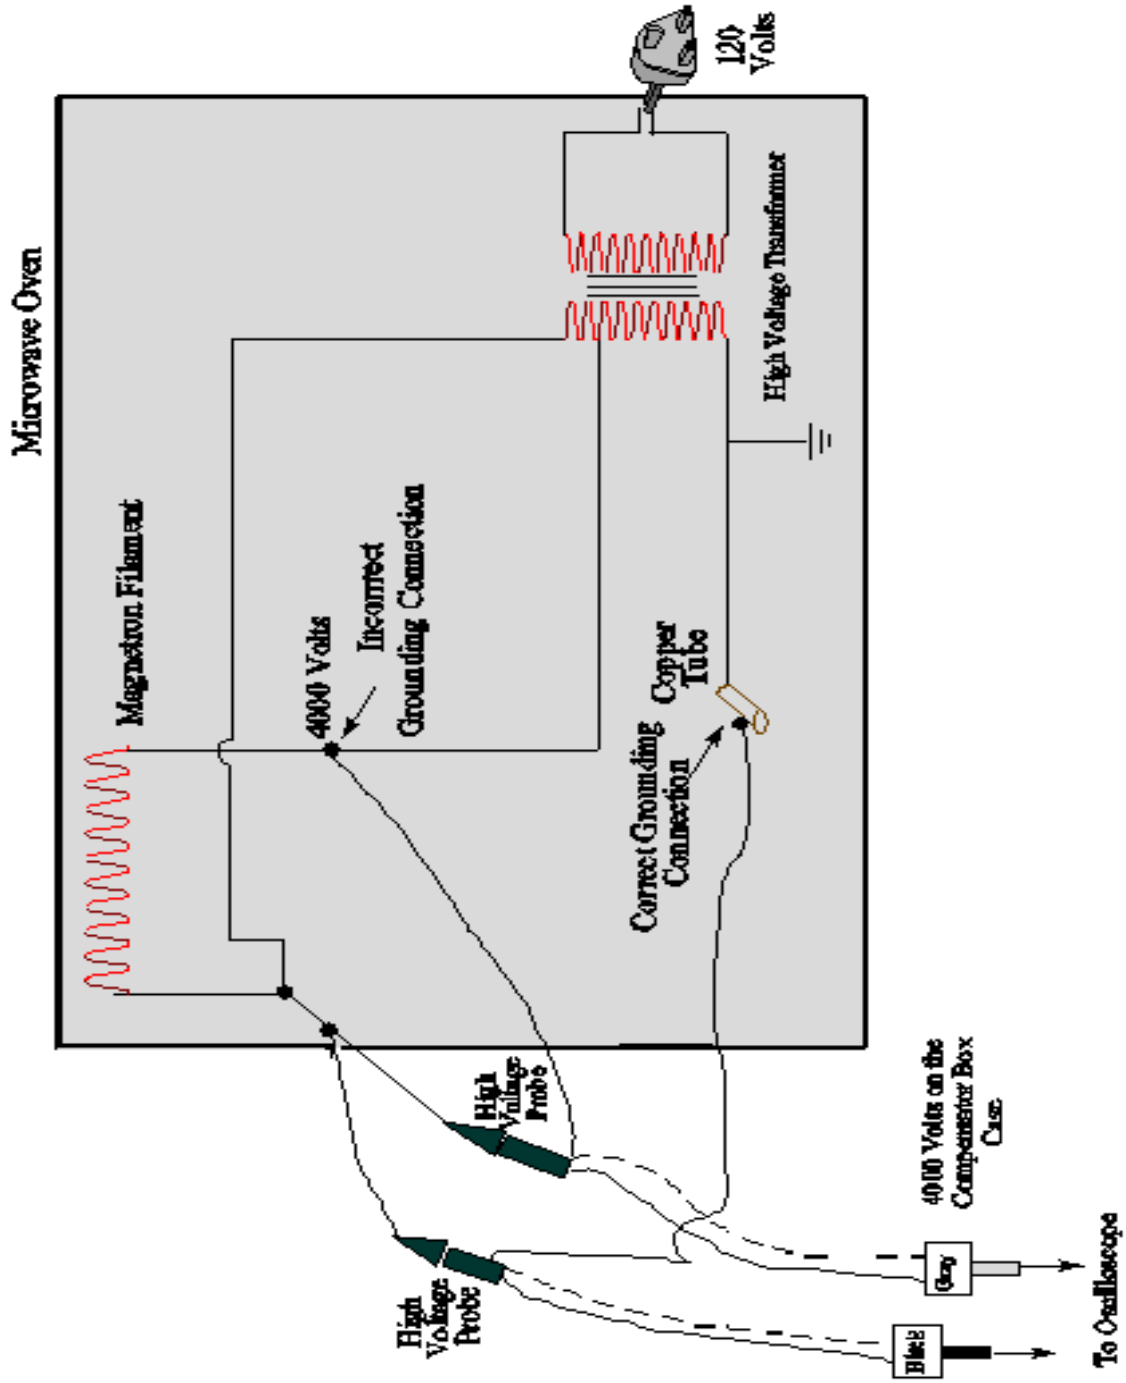 Microwave Oven
Magnetron Filament
4000 Volts
Incorrect
Grounding Connection
120
Volts
High Voltage Transformer
Copper
Tube
Correct Grounding
Connection
High
Voltage
Probe
High
Voltage
Probe
4000 Volts on the
Compensator Box
Case
Gray
Black
To Oscilloscope